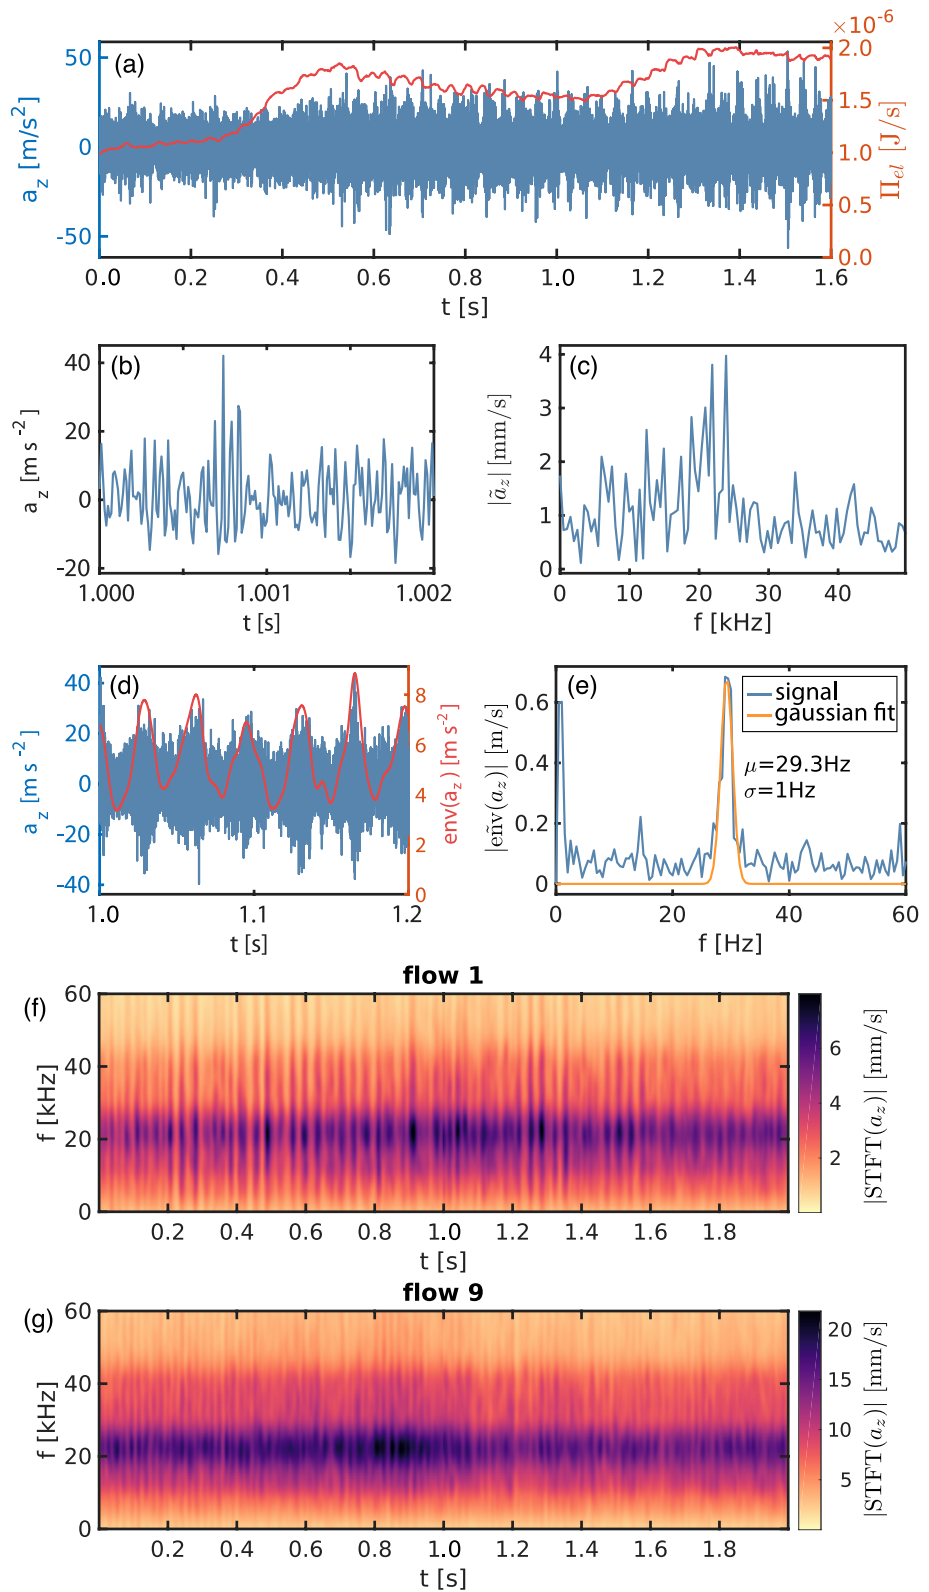 ×10⁻⁶
(a)
50
0
-50
a_z [m/s²]
2.0
1.5
1.0
0.5
0.0
Π_el [J/s]
0.0 0.2 0.4 0.6 0.8 1.0 1.2 1.4 1.6
t [s]
(b)
40
20
0
-20
a_z [m s⁻²]
1.000 1.001 1.002
t [s]
(c)
4
3
2
1
0
|ã_z| [mm/s]
0 10 20 30 40
f [kHz]
(d)
40
20
0
-20
-40
a_z [m s⁻²]
8
6
4
2
0
env(a_z) [m s⁻²]
1.0 1.1 1.2
t [s]
(e)
signal
gaussian fit
μ=29.3Hz
σ=1Hz
0.6
0.4
0.2
0
|eñv(a_z)| [m/s]
0 20 40 60
f [Hz]
flow 1
(f)
60
40
20
0
f [kHz]
0.2 0.4 0.6 0.8 1.0 1.2 1.4 1.6 1.8
t [s]
6
4
2
|STFT(a_z)| [mm/s]
flow 9
(g)
60
40
20
0
f [kHz]
0.2 0.4 0.6 0.8 1.0 1.2 1.4 1.6 1.8
t [s]
20
15
10
5
|STFT(a_z)| [mm/s]